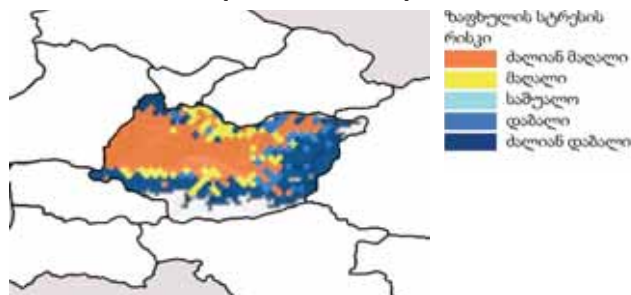 ზაფხულის სტრესის
რისკი
ძალიან მაღალი
მაღალი
საშუალო
დაბალი
ძალიან დაბალი